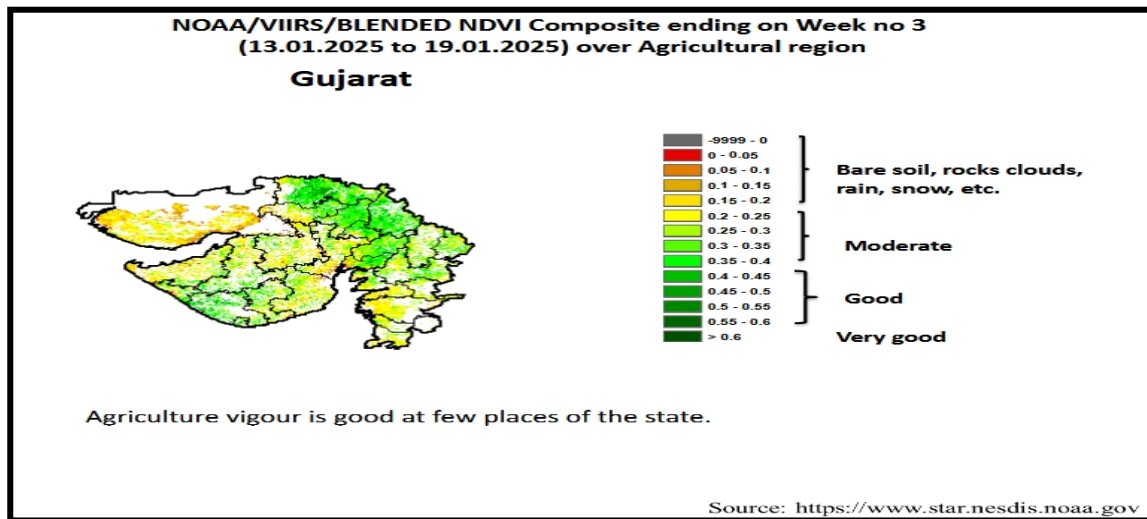 NOAA/VIIRS/BLENDED NDVI Composite ending on Week no 3
(13.01.2025 to 19.01.2025) over Agricultural region
Gujarat
-9999 - 0
0 - 0.05
0.05 - 0.1
0.1 - 0.15
0.15 - 0.2
0.2 - 0.25
0.25 - 0.3
0.3 - 0.35
0.35 - 0.4
0.4 - 0.45
0.45 - 0.5
0.5 - 0.55
0.55 - 0.6
> 0.6
Bare soil, rocks clouds,
rain, snow, etc.
Moderate
Good
Very good
Agriculture vigour is good at few places of the state.
Source: https://www.star.nesdis.noaa.gov